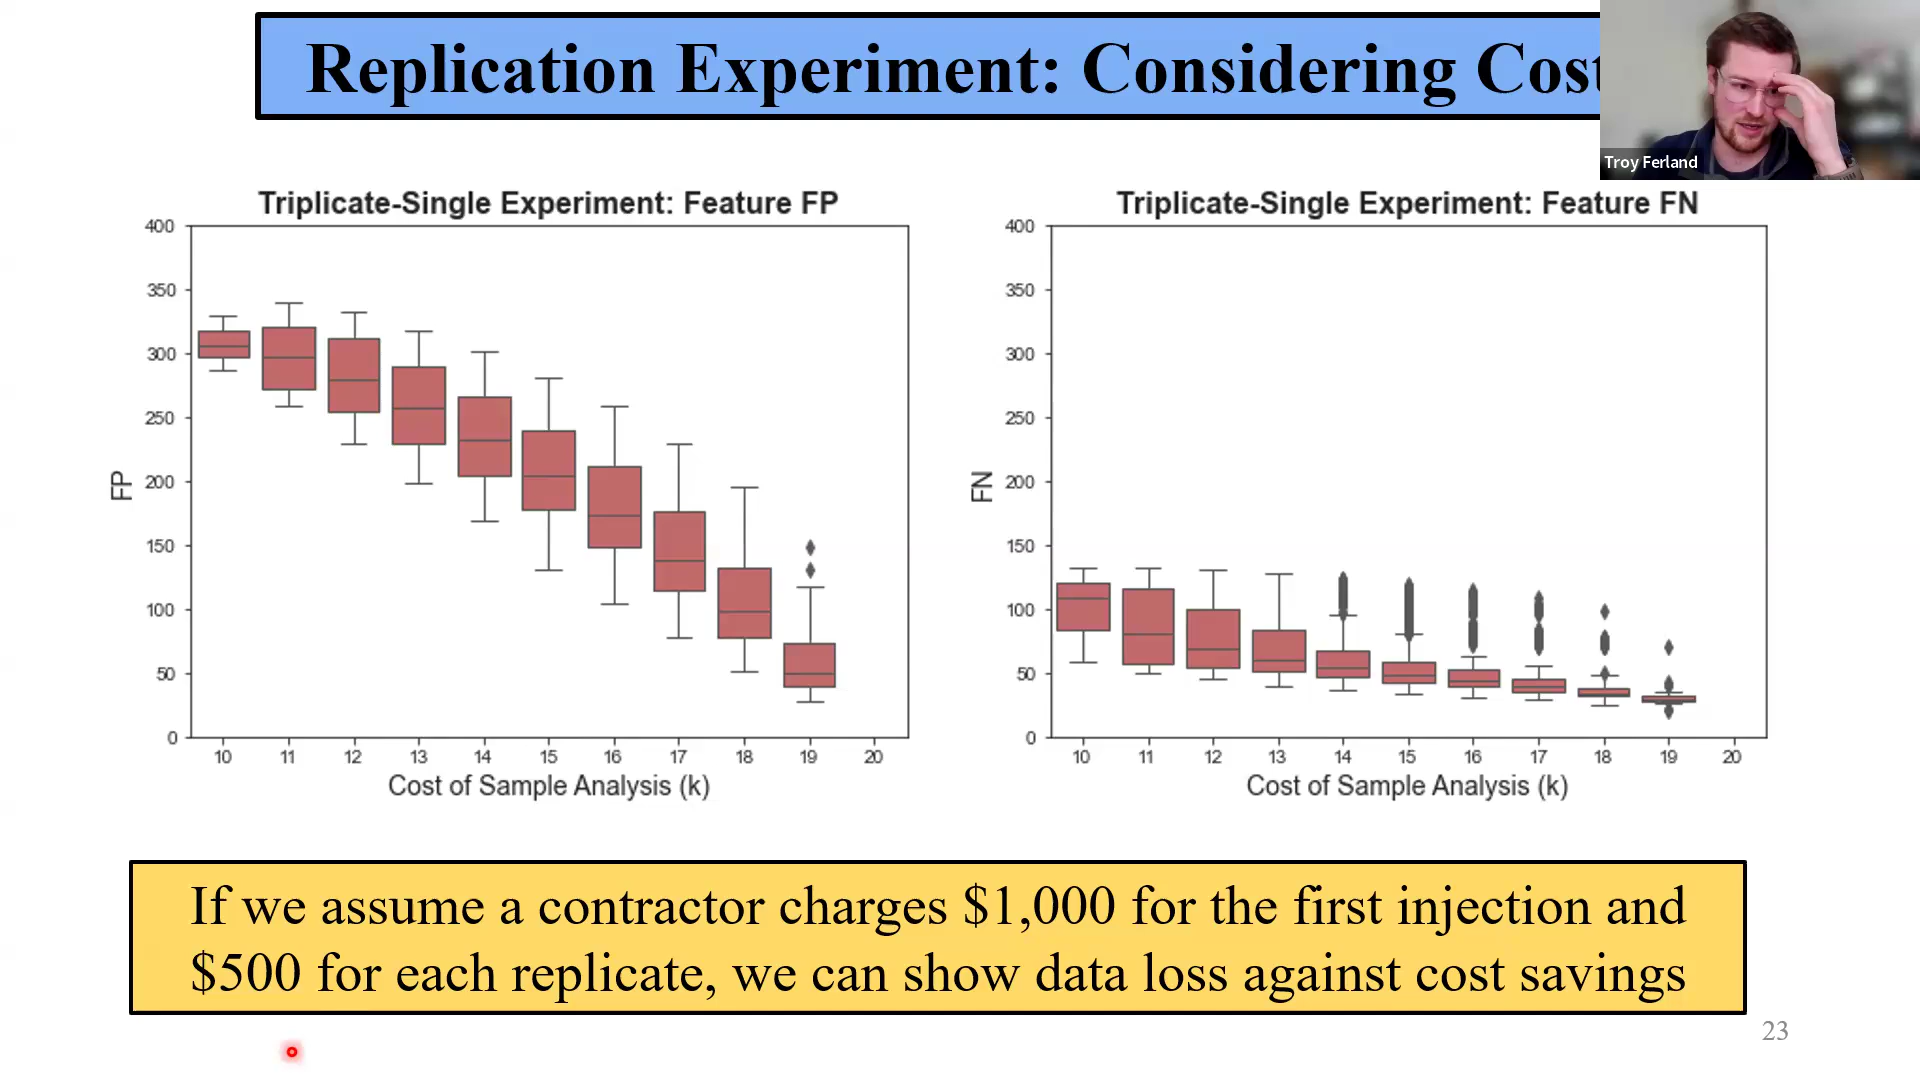 Replication Experiment: Considering Cost
Troy Ferland
Triplicate-Single Experiment: Feature FP
400
350
300
250
200
150
100
50
0
FP
10 11 12 13 14 15 16 17 18 19 20
Cost of Sample Analysis (k)
Triplicate-Single Experiment: Feature FN
400
350
300
250
200
150
100
50
0
FN
10 11 12 13 14 15 16 17 18 19 20
Cost of Sample Analysis (k)
If we assume a contractor charges $1,000 for the first injection and
$500 for each replicate, we can show data loss against cost savings
23